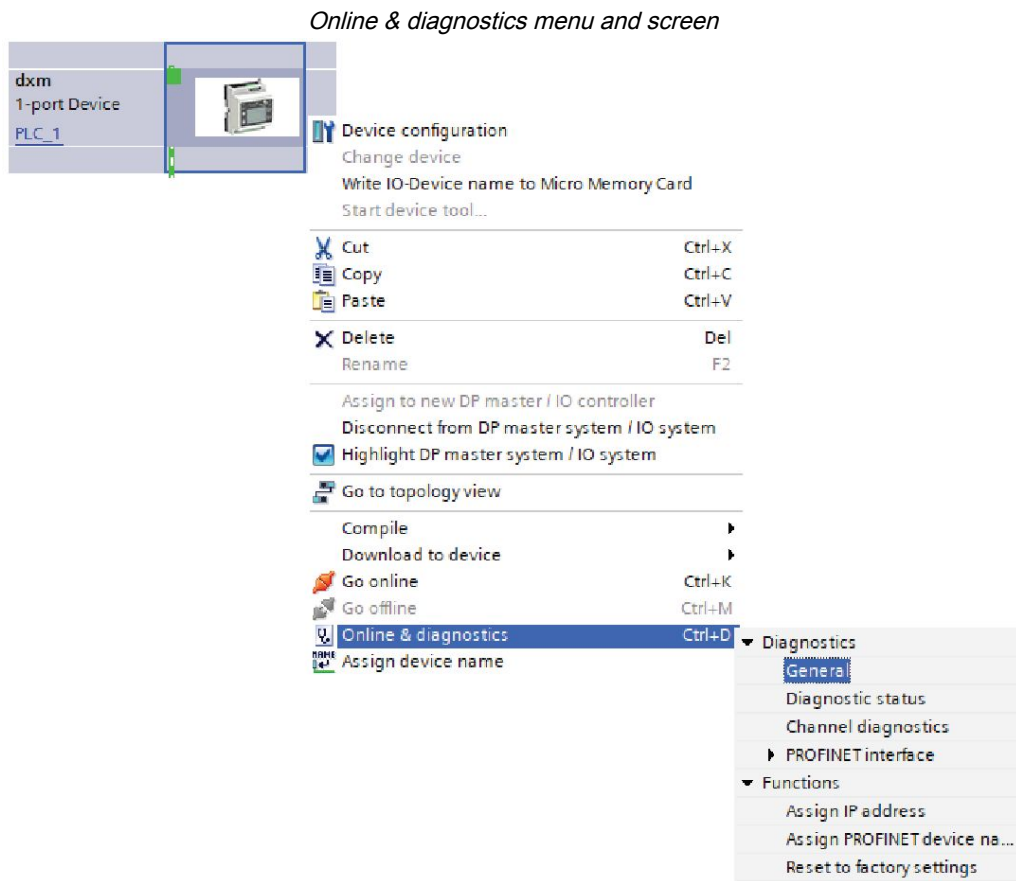 Online & diagnostics menu and screen
dxm
1-port Device
PLC_1
Device configuration
Change device
Write IO-Device name to Micro Memory Card
Start device tool...
Cut Ctrl+X
Copy Ctrl+C
Paste Ctrl+V
Delete Del
Rename F2
Assign to new DP master / IO controller
Disconnect from DP master system / IO system
Highlight DP master system / IO system
Go to topology view
Compile
Download to device
Go online Ctrl+K
Go offline Ctrl+M
Online & diagnostics Ctrl+D
NAME Assign device name
Diagnostics
General
Diagnostic status
Channel diagnostics
PROFINET interface
Functions
Assign IP address
Assign PROFINET device na...
Reset to factory settings